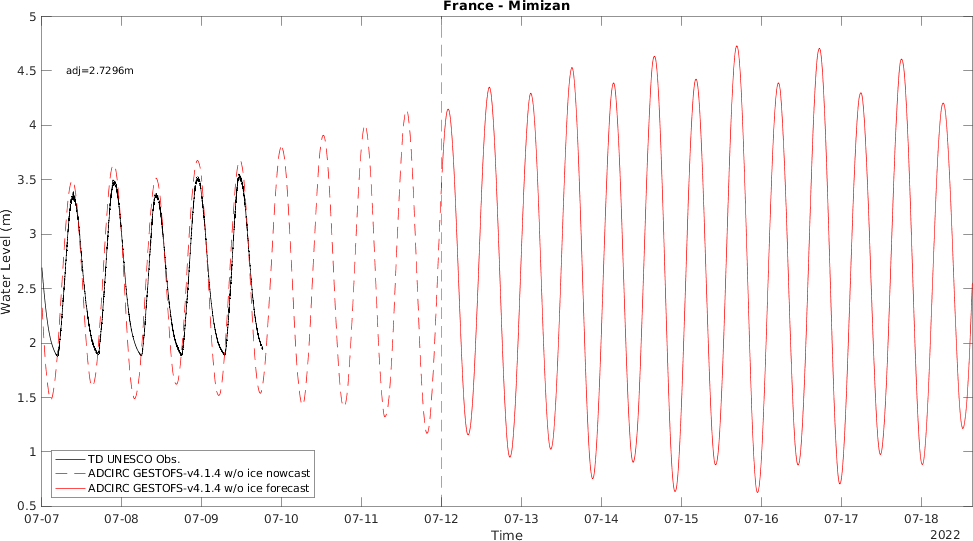 France - Mimizan
5
4.5
4
3.5
3
2.5
2
1.5
1
0.5
Water Level (m)
adj=2.7296m
TD UNESCO Obs.
ADCIRC GESTOFS-v4.1.4 w/o ice nowcast
ADCIRC GESTOFS-v4.1.4 w/o ice forecast
07-07 07-08 07-09 07-10 07-11 07-12 07-13 07-14 07-15 07-16 07-17 07-18
Time
2022